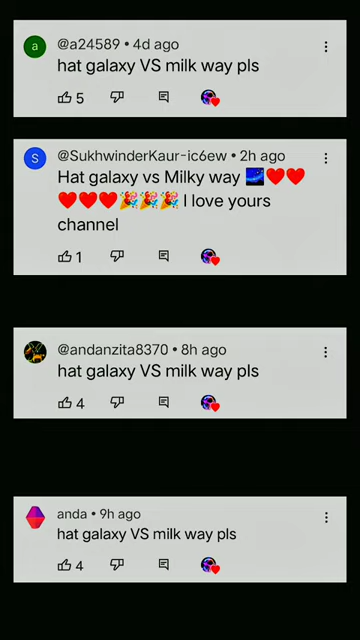 a
@a24589 • 4d ago
hat galaxy VS milk way pls
5
S
@SukhwinderKaur-ic6ew • 2h ago
Hat galaxy vs Milky way 🌌❤️❤️
❤️❤️❤️🎉🎉🎉 I love yours
channel
1
@andanzita8370 • 8h ago
hat galaxy VS milk way pls
4
anda • 9h ago
hat galaxy VS milk way pls
4